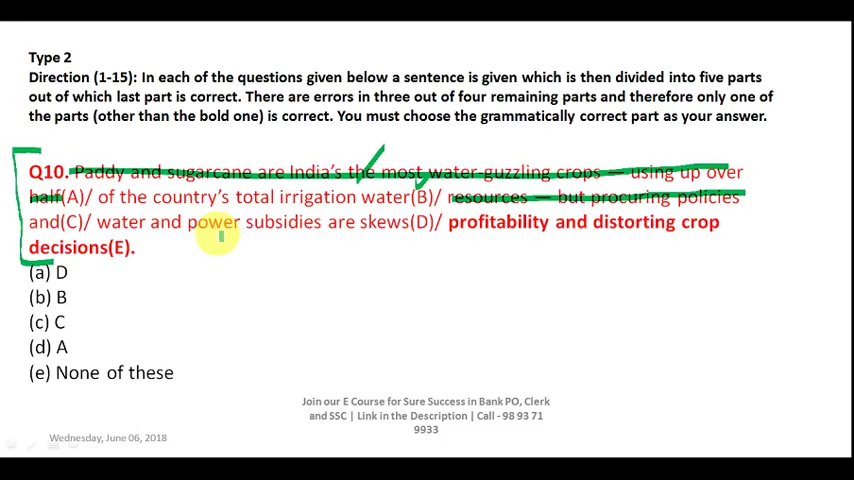 Type 2
Direction (1-15): In each of the questions given below a sentence is given which is then divided into five parts
out of which last part is correct. There are errors in three out of four remaining parts and therefore only one of
the parts (other than the bold one) is correct. You must choose the grammatically correct part as your answer.
Q10. Paddy and sugarcane are India's the most water-guzzling crops — using up over
half(A)/ of the country's total irrigation water(B)/ resources — but procuring policies
and(C)/ water and power subsidies are skews(D)/ profitability and distorting crop
decisions(E).
(a) D
(b) B
(c) C
(d) A
(e) None of these
Join our E Course for Sure Success in Bank PO, Clerk
and SSC | Link in the Description | Call - 98 93 71
9933
Wednesday, June 06, 2018